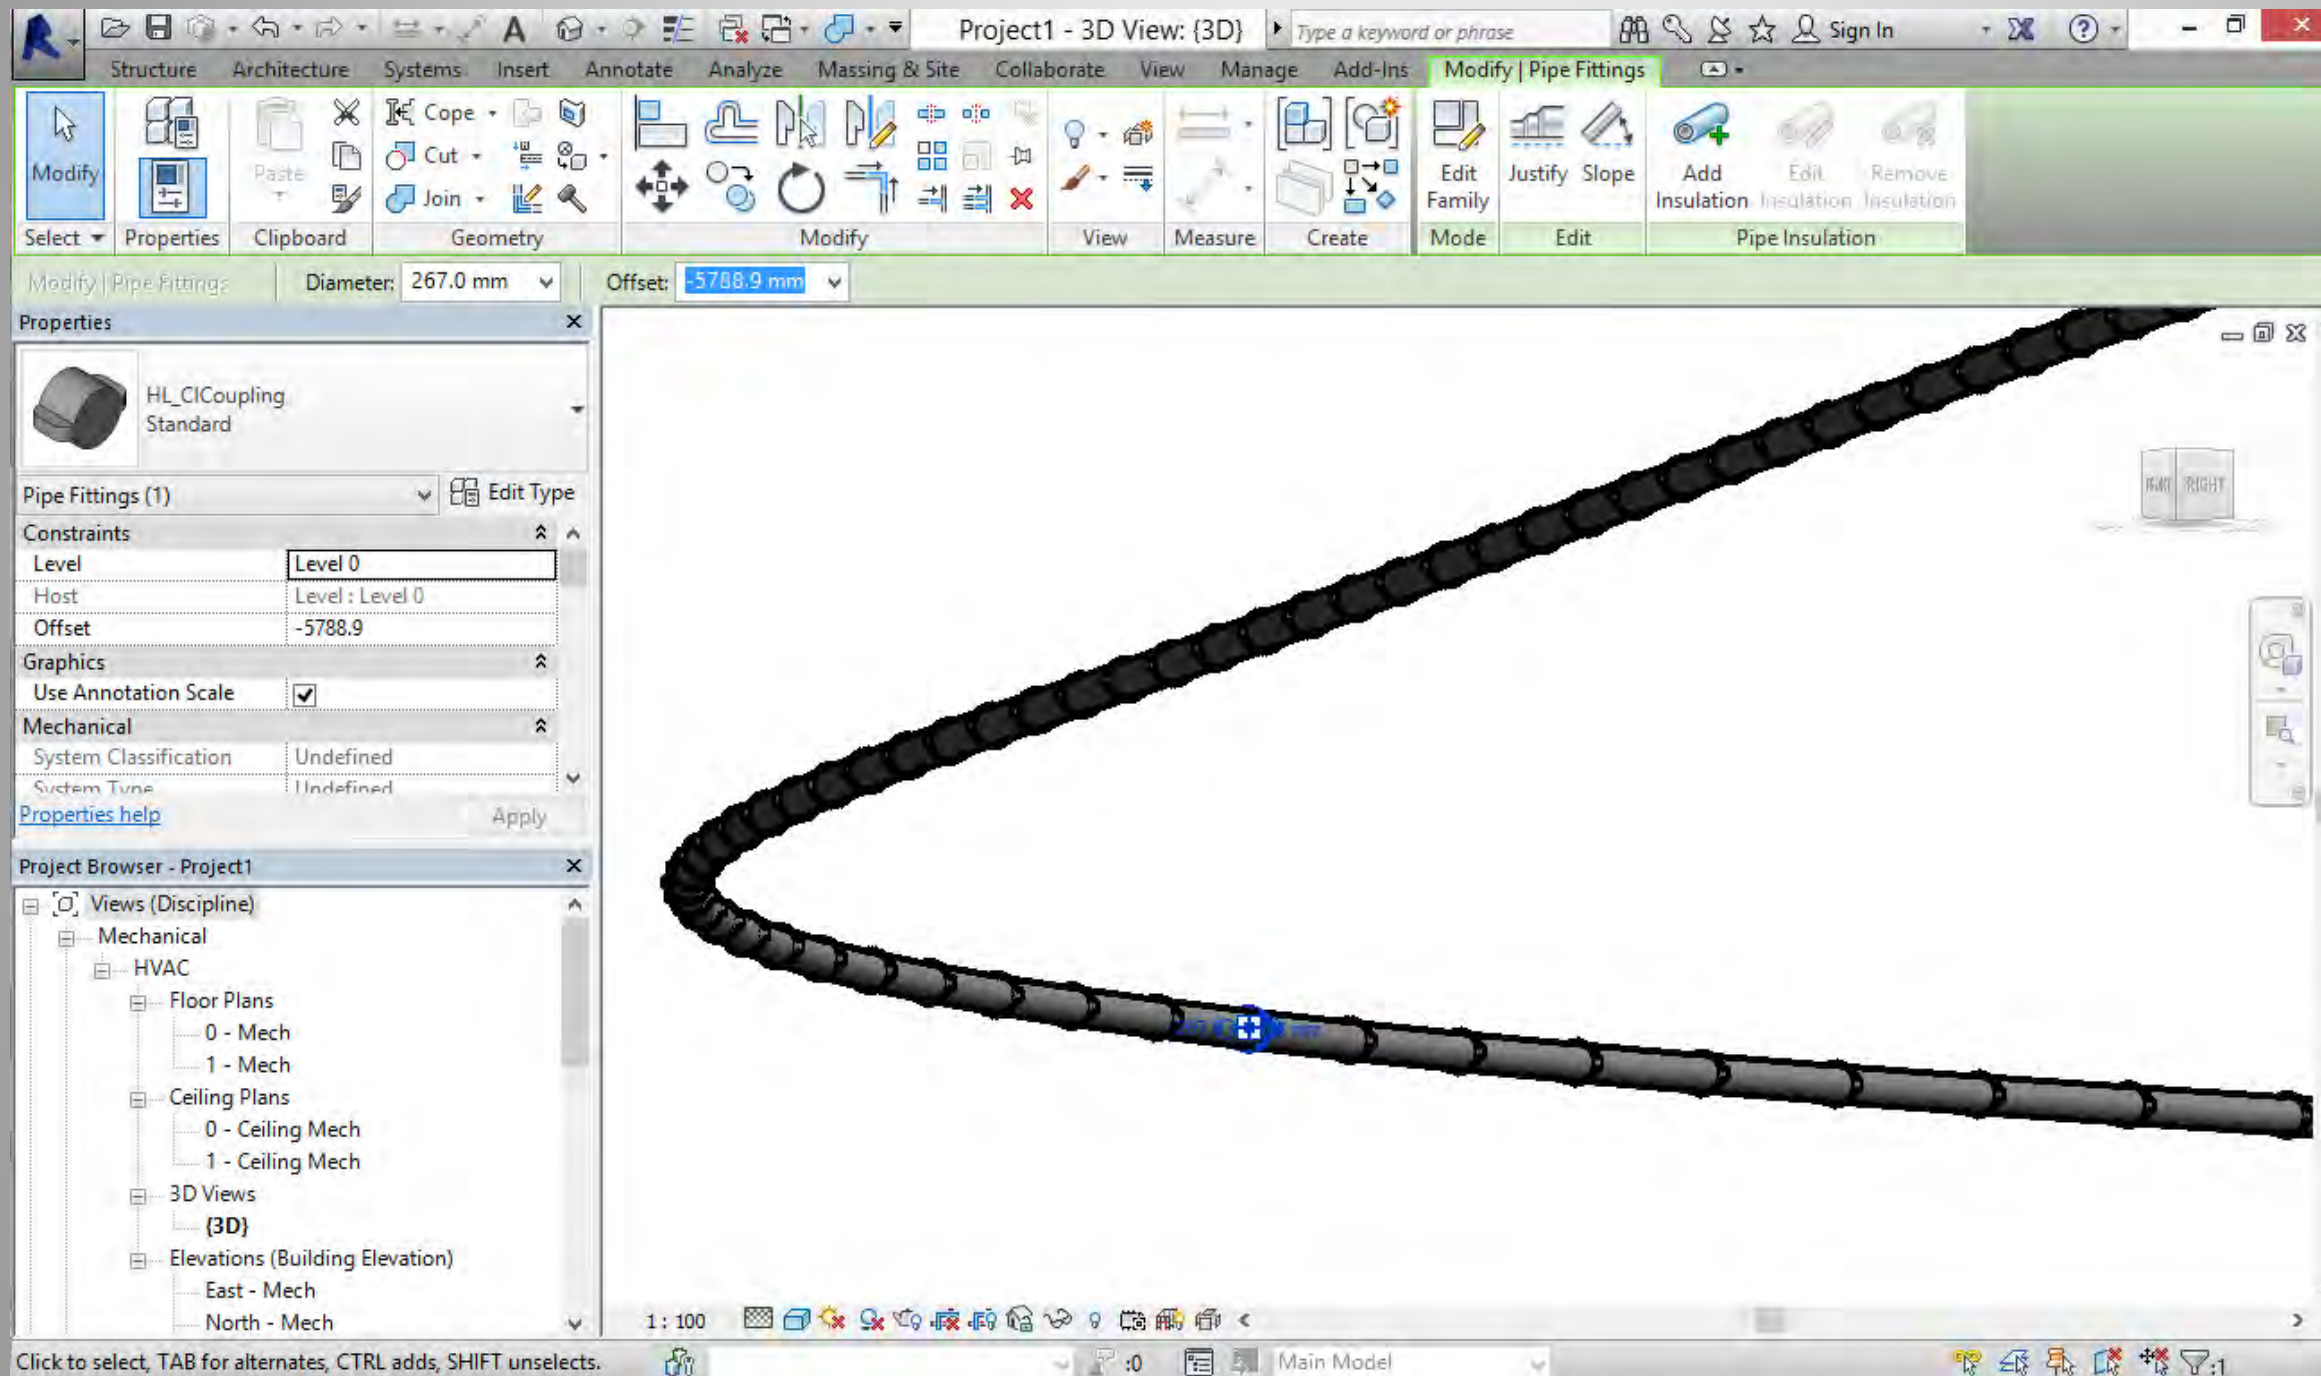 Project1 - 3D View: {3D}
Type a keyword or phrase
Sign In
Structure Architecture Systems Insert Annotate Analyze Massing & Site Collaborate View Manage Add-Ins Modify | Pipe Fittings
Modify
Paste
Cope
Cut
Join
Edit Family
Justify
Slope
Add Insulation
Edit Insulation
Remove Insulation
Select Properties Clipboard Geometry Modify View Measure Create Mode Edit Pipe Insulation
Modify | Pipe Fittings Diameter: 267.0 mm Offset: -5788.9 mm
Properties
HL_CICoupling
Standard
Pipe Fittings (1) Edit Type
Constraints
Level Level 0
Host Level : Level 0
Offset -5788.9
Graphics
Use Annotation Scale
Mechanical
System Classification Undefined
System Type Undefined
Properties help Apply
Project Browser - Project1
Views (Discipline)
Mechanical
HVAC
Floor Plans
0 - Mech
1 - Mech
Ceiling Plans
0 - Ceiling Mech
1 - Ceiling Mech
3D Views
{3D}
Elevations (Building Elevation)
East - Mech
North - Mech
RIGHT
mm
1 : 100
Click to select, TAB for alternates, CTRL adds, SHIFT unselects. :0 Main Model :1